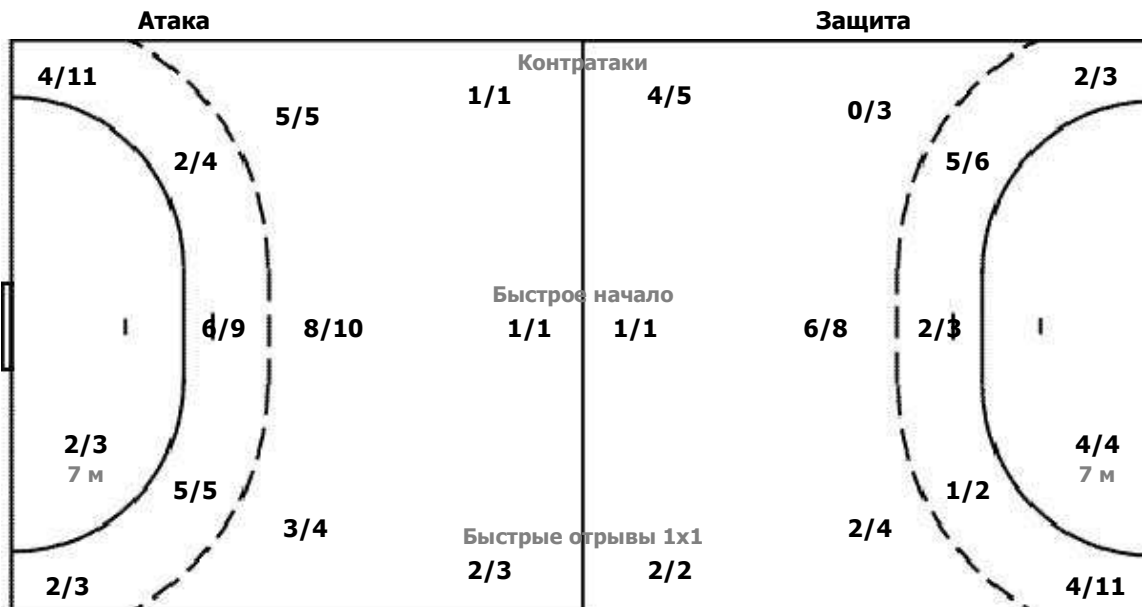 Атака Защита
Контратаки
4/11 2/3
1/1 4/5
5/5 0/3
2/4 5/6
Быстрое начало
6/9 8/10 1/1 1/1 6/8 2/3
2/3 4/4
7 м 7 м
5/5 1/2
3/4 2/4
Быстрые отрывы 1х1
2/3 2/2
2/3 4/11